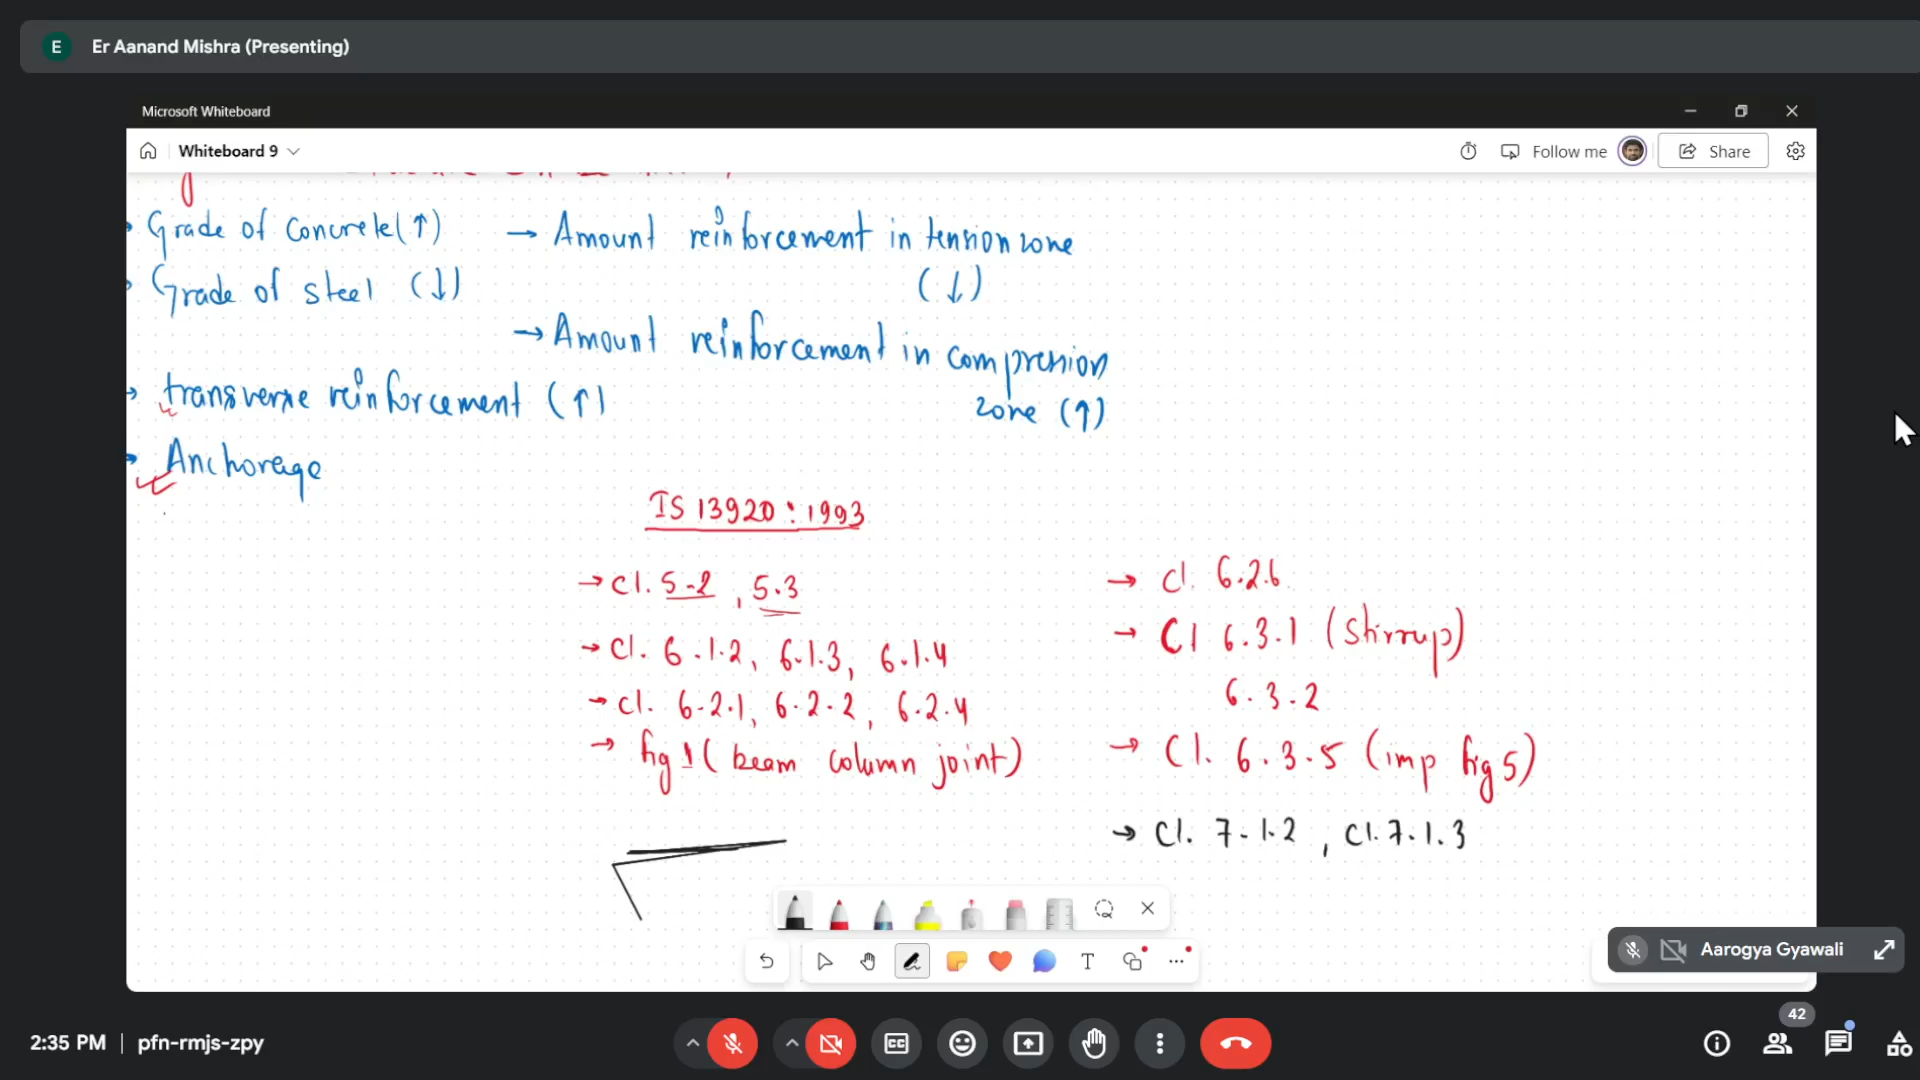 E Er Aanand Mishra (Presenting)
Microsoft Whiteboard
Whiteboard 9
Follow me
Share
Grade of concrete (↑)
→ Amount reinforcement in tension zone
(↓)
Grade of steel (↓)
→ Amount reinforcement in compression
zone (↑)
→ transverse reinforcement (↑)
→ Anchorage
IS 13920:1993
→ cl. 5-2, 5.3
→ cl. 6.1.2, 6.1.3, 6.1.4
→ cl. 6.2.1, 6.2.2, 6.2.4
→ fig 1 (beam column joint)
→ cl. 6.2.6
→ Cl 6.3.1 (Stirrup)
6.3.2
→ Cl. 6.3.5 (imp fig 5)
→ Cl. 7.1.2, Cl. 7.1.3
T
Aarogya Gyawali
2:35 PM | pfn-rmjs-zpy
CC
42